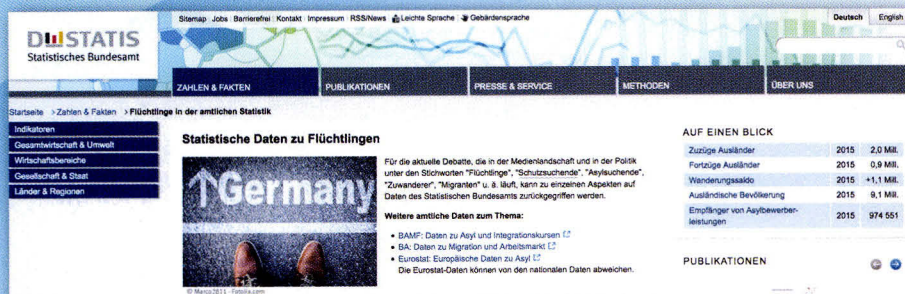 Sitemap Jobs Barrierefrei Kontakt Impressum RSS/News Leichte Sprache Gebärdensprache
Deutsch English
DESTATIS
Statistisches Bundesamt
ZAHLEN & FAKTEN PUBLIKATIONEN PRESSE & SERVICE METHODEN ÜBER UNS
Startseite > Zahlen & Fakten > Flüchtlinge in der amtlichen Statistik
Indikatoren
Gesamtwirtschaft & Umwelt
Wirtschaftsbereiche
Gesellschaft & Staat
Länder & Regionen
Statistische Daten zu Flüchtlingen
↑Germany
© Marco2811 - Fotolia.com
Für die aktuelle Debatte, die in der Medienlandschaft und in der Politik
unter den Stichworten "Flüchtlinge", "Schutzsuchende", "Asylsuchende",
"Zuwanderer", "Migranten" u. ä. läuft, kann zu einzelnen Aspekten auf
Daten des Statistischen Bundesamts zurückgegriffen werden.
Weitere amtliche Daten zum Thema:
• BAMF: Daten zu Asyl und Integrationskursen
• BA: Daten zu Migration und Arbeitsmarkt
• Eurostat: Europäische Daten zu Asyl
Die Eurostat-Daten können von den nationalen Daten abweichen.
AUF EINEN BLICK
Zuzüge Ausländer 2015 2,0 Mill.
Fortzüge Ausländer 2015 0,9 Mill.
Wanderungssaldo 2015 +1,1 Mill.
Ausländische Bevölkerung 2015 9,1 Mill.
Empfänger von Asylbewerber-
leistungen 2015 974 551
PUBLIKATIONEN